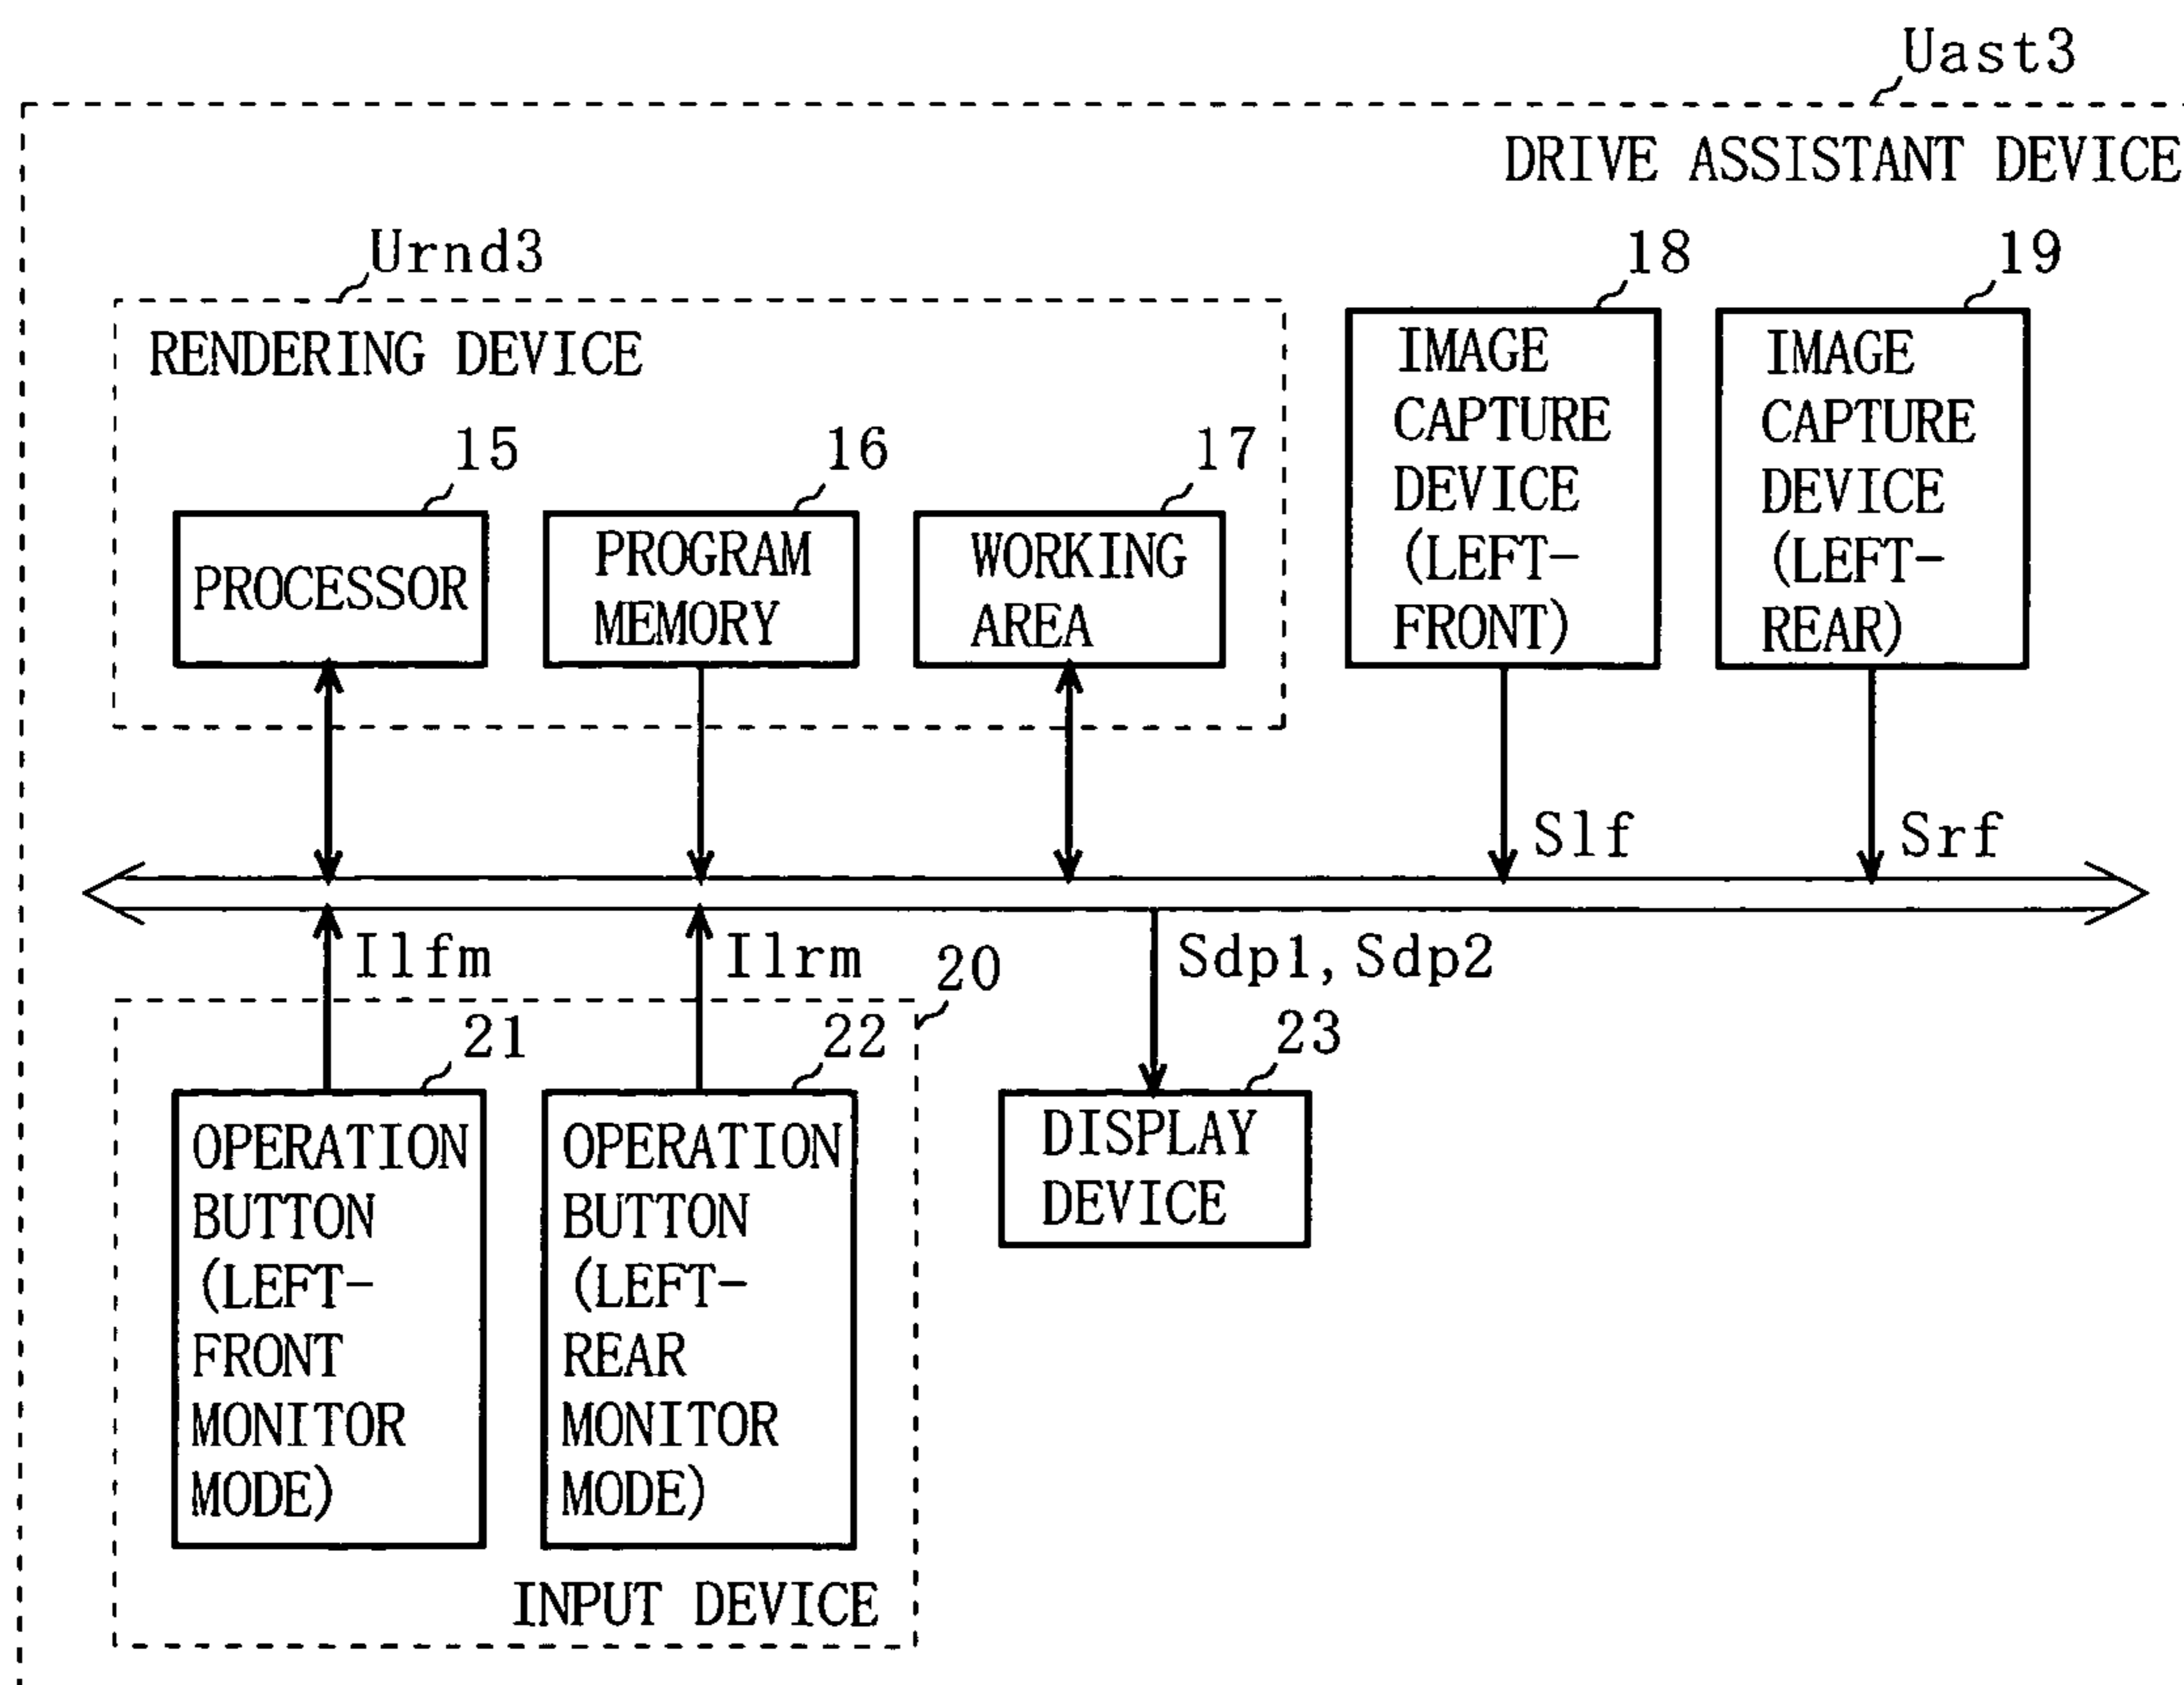 Uast3
DRIVE ASSISTANT DEVICE
Urnd3
18
19
RENDERING DEVICE
IMAGE
CAPTURE
DEVICE
(LEFT-
FRONT)
IMAGE
CAPTURE
DEVICE
(LEFT-
REAR)
15
16
17
PROCESSOR
PROGRAM
MEMORY
WORKING
AREA
Slf
Srf
Ilfm
Ilrm
Sdp1, Sdp2
20
21
22
23
OPERATION
BUTTON
(LEFT-
FRONT
MONITOR
MODE)
OPERATION
BUTTON
(LEFT-
REAR
MONITOR
MODE)
DISPLAY
DEVICE
INPUT DEVICE